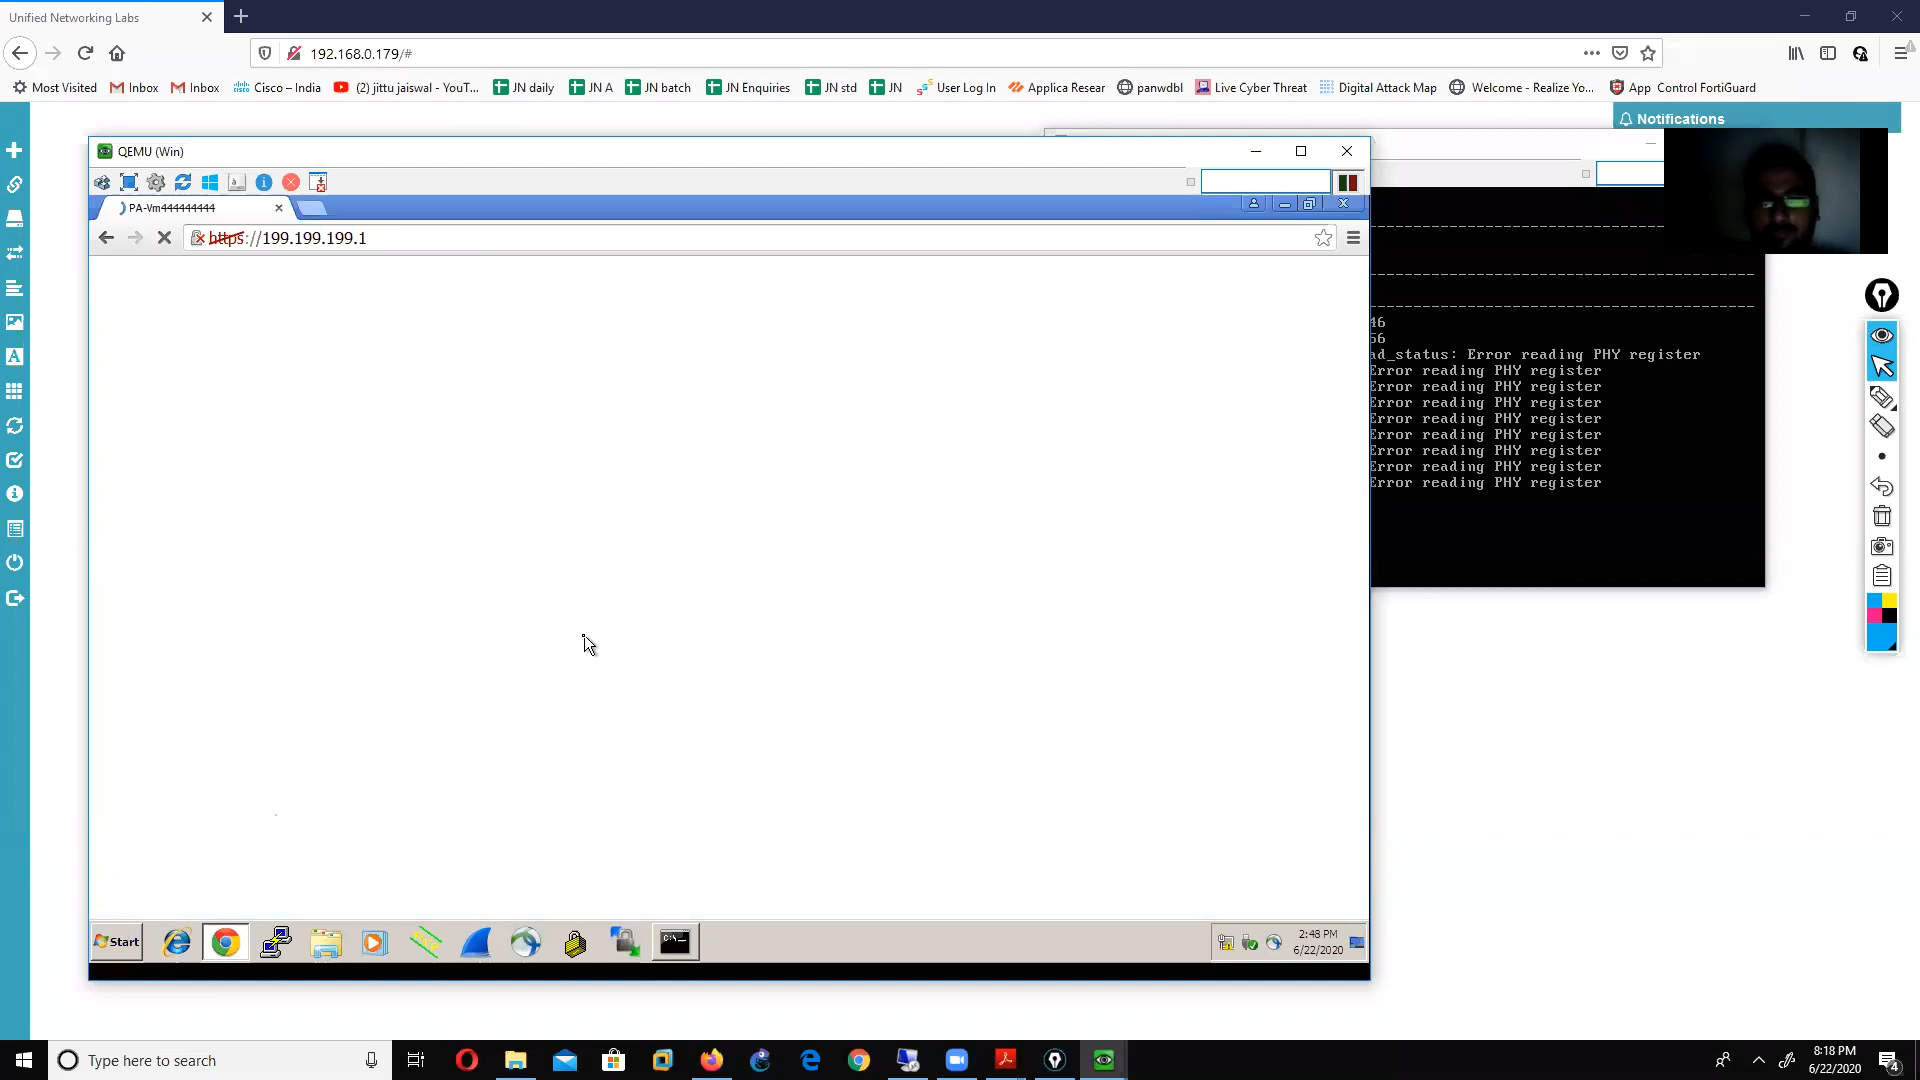 Unified Networking Labs
192.168.0.179/#
Most Visited
Inbox
Inbox
Cisco – India
(2) jittu jaiswal - YouT...
JN daily
JN A
JN batch
JN Enquiries
JN std
JN
User Log In
Applica Resear
panwdbl
Live Cyber Threat
Digital Attack Map
Welcome - Realize Yo...
App Control FortiGuard
Notifications
QEMU (Win)
PA-Vm444444444
https://199.199.199.1
46
56
ad_status: Error reading PHY register
Error reading PHY register
Error reading PHY register
Error reading PHY register
Error reading PHY register
Error reading PHY register
Error reading PHY register
Error reading PHY register
Error reading PHY register
Start
2:48 PM
6/22/2020
Type here to search
8:18 PM
6/22/2020
4